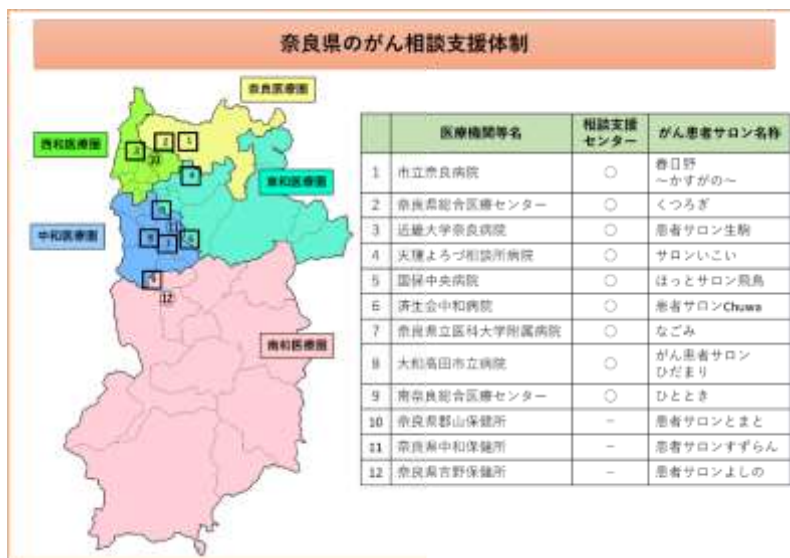 奈良県のがん相談支援体制
奈良医療圏
西和医療圏
東和医療圏
中和医療圏
南和医療圏
12
医療機関等名 相談支援センター がん患者サロン名称
1 市立奈良病院 ○ 春日野 ～かすがの～
2 奈良県総合医療センター ○ くつろぎ
3 近畿大学奈良病院 ○ 患者サロン生駒
4 天理よろづ相談所病院 ○ サロンいこい
5 国保中央病院 ○ ほっとサロン飛鳥
6 済生会中和病院 ○ 患者サロンChuwa
7 奈良県立医科大学附属病院 ○ なごみ
8 大和高田市立病院 ○ がん患者サロン ひだまり
9 南奈良総合医療センター ○ ひととき
10 奈良県郡山保健所 － 患者サロンとまと
11 奈良県中和保健所 － 患者サロンすずらん
12 奈良県吉野保健所 － 患者サロンよしの